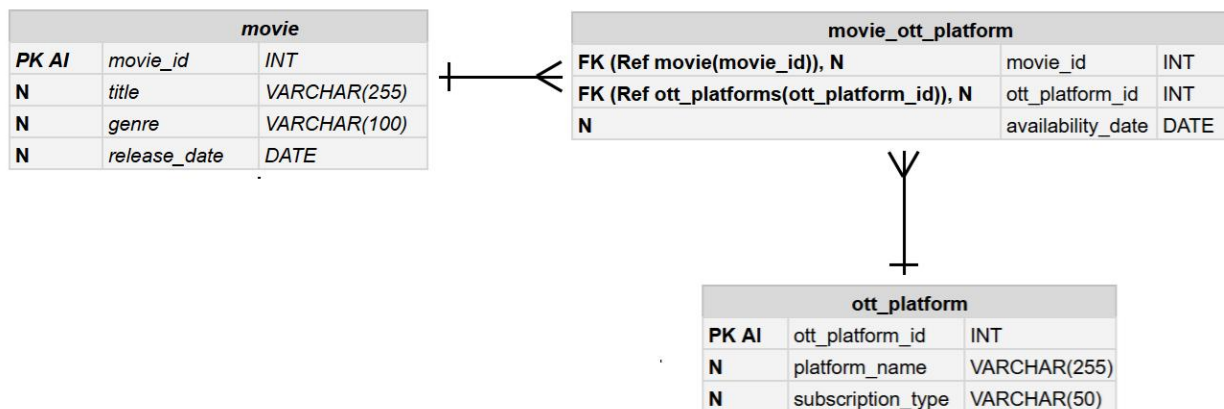 movie
PK AI movie_id INT
N title VARCHAR(255)
N genre VARCHAR(100)
N release_date DATE
movie_ott_platform
FK (Ref movie(movie_id)), N movie_id INT
FK (Ref ott_platforms(ott_platform_id)), N ott_platform_id INT
N availability_date DATE
ott_platform
PK AI ott_platform_id INT
N platform_name VARCHAR(255)
N subscription_type VARCHAR(50)